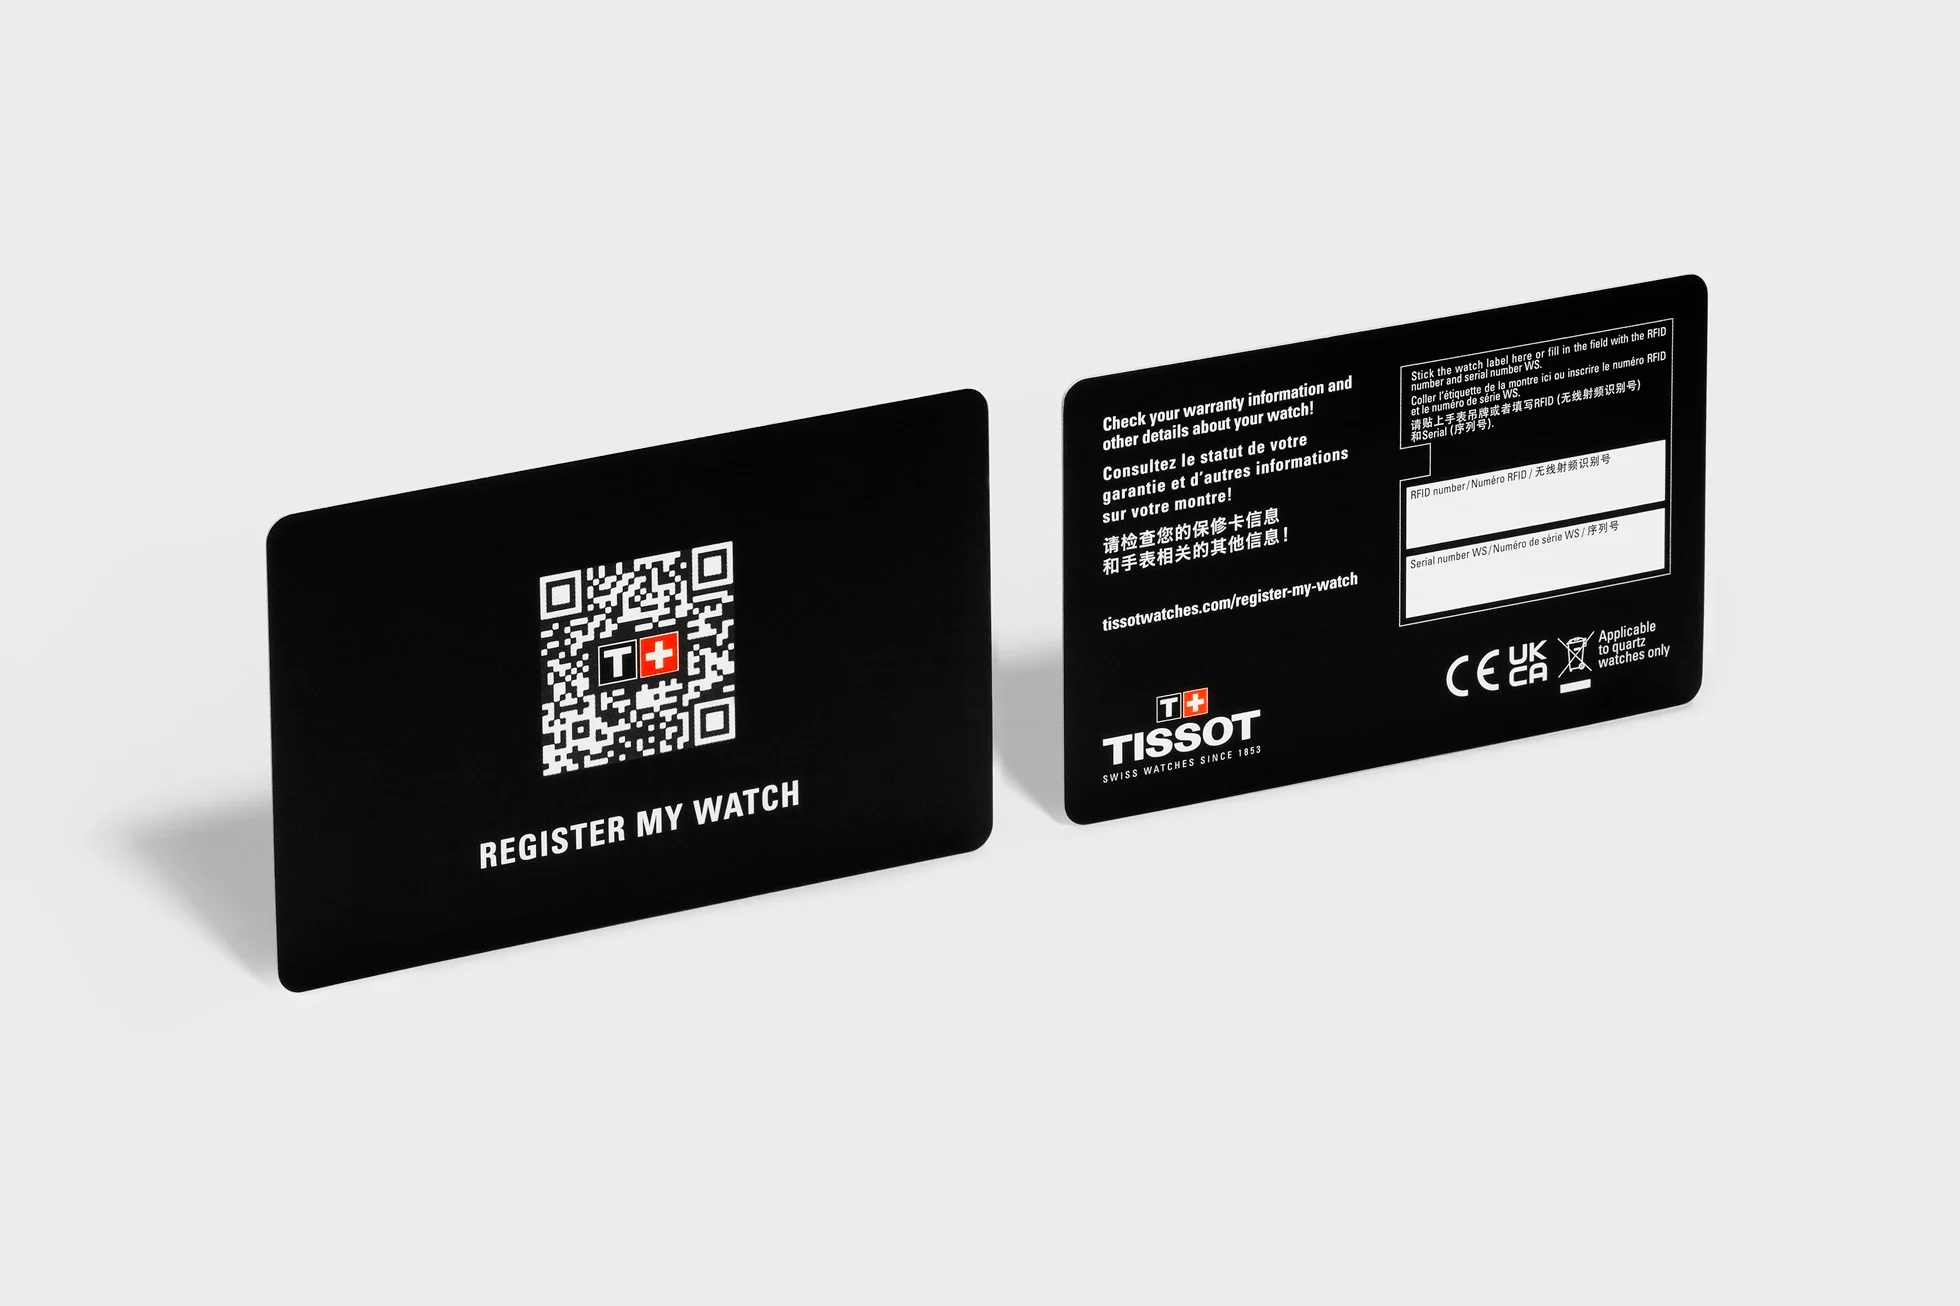 T
REGISTER MY WATCH
Check your warranty information and
other details about your watch!
Consultez le statut de votre
garantie et d'autres informations
sur votre montre!
请检查您的保修卡信息
和手表相关的其他信息!
tissotwatches.com/register-my-watch
T
TISSOT
SWISS WATCHES SINCE 1853
Stick the watch label here or fill in the field with the RFID
number and serial number WS.
Coller l'étiquette de la montre ici ou inscrire le numéro RFID
et le numéro de série WS.
请贴上手表吊牌或者填写RFID (无线射频识别号)
和Serial (序列号).
RFID number/Numéro RFID / 无线射频识别号
Serial number WS/Numéro de série WS / 序列号
CE
UK
CA
Applicable
to quartz
watches only